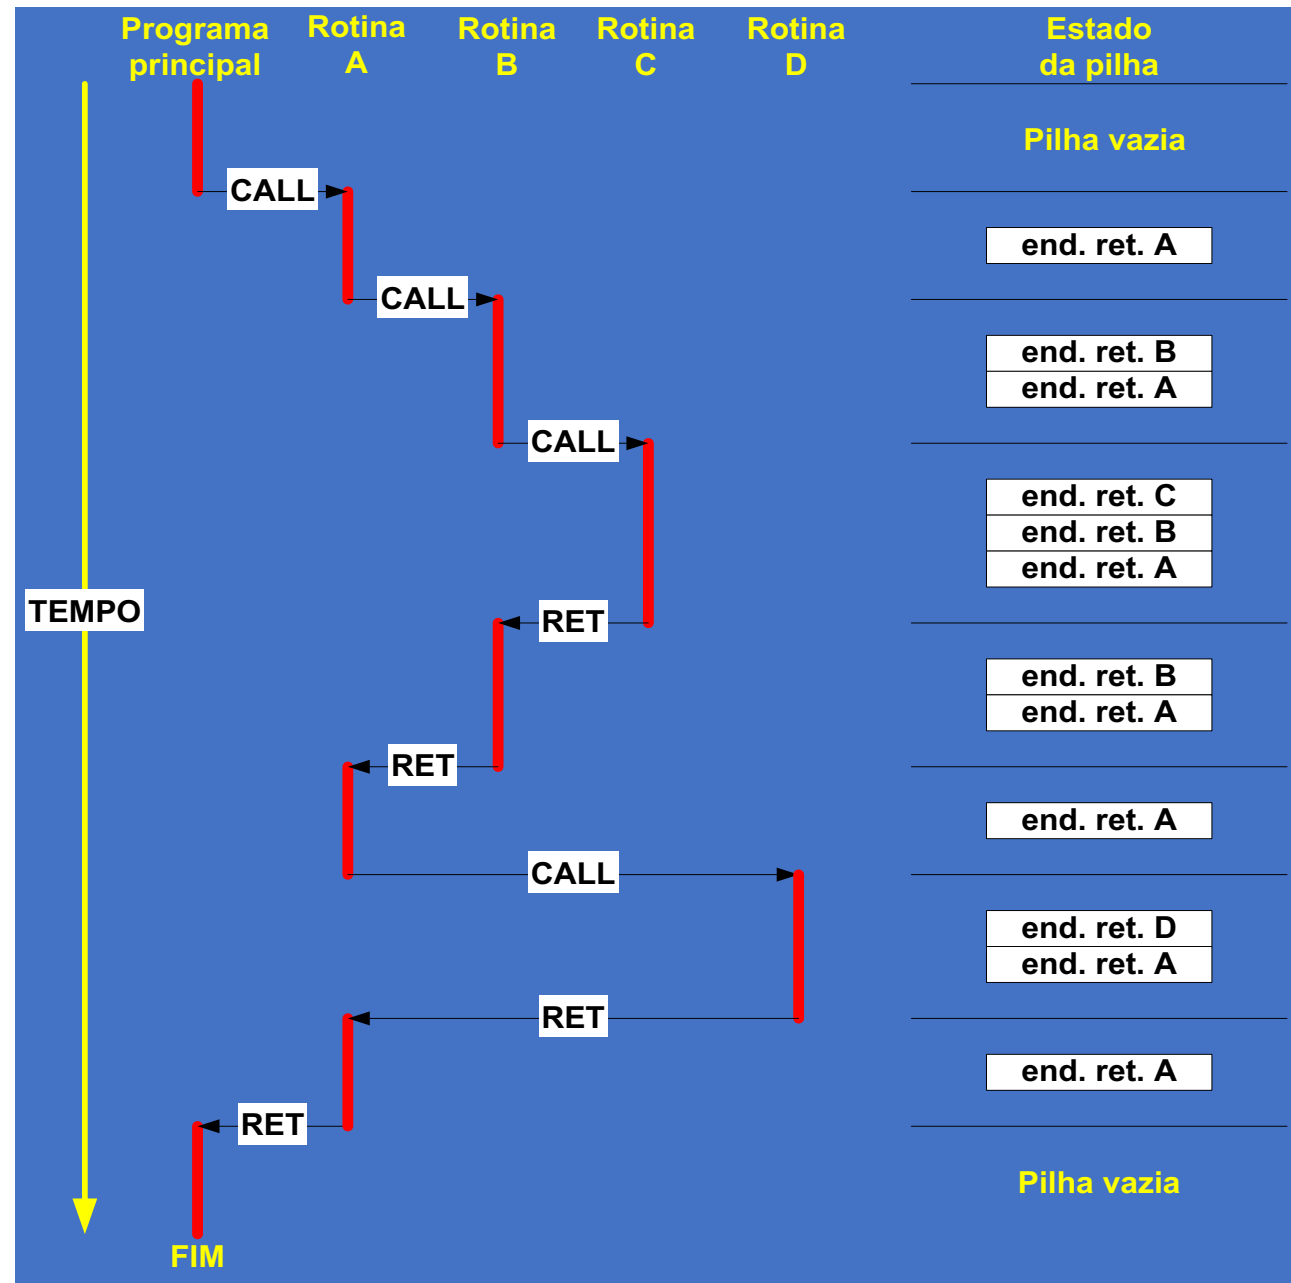 Programa
principal
Rotina
A
Rotina
B
Rotina
C
Rotina
D
Estado
da pilha
Pilha vazia
CALL
end. ret. A
CALL
end. ret. B
end. ret. A
CALL
end. ret. C
end. ret. B
end. ret. A
TEMPO
RET
end. ret. B
end. ret. A
RET
end. ret. A
CALL
end. ret. D
end. ret. A
RET
end. ret. A
RET
Pilha vazia
FIM